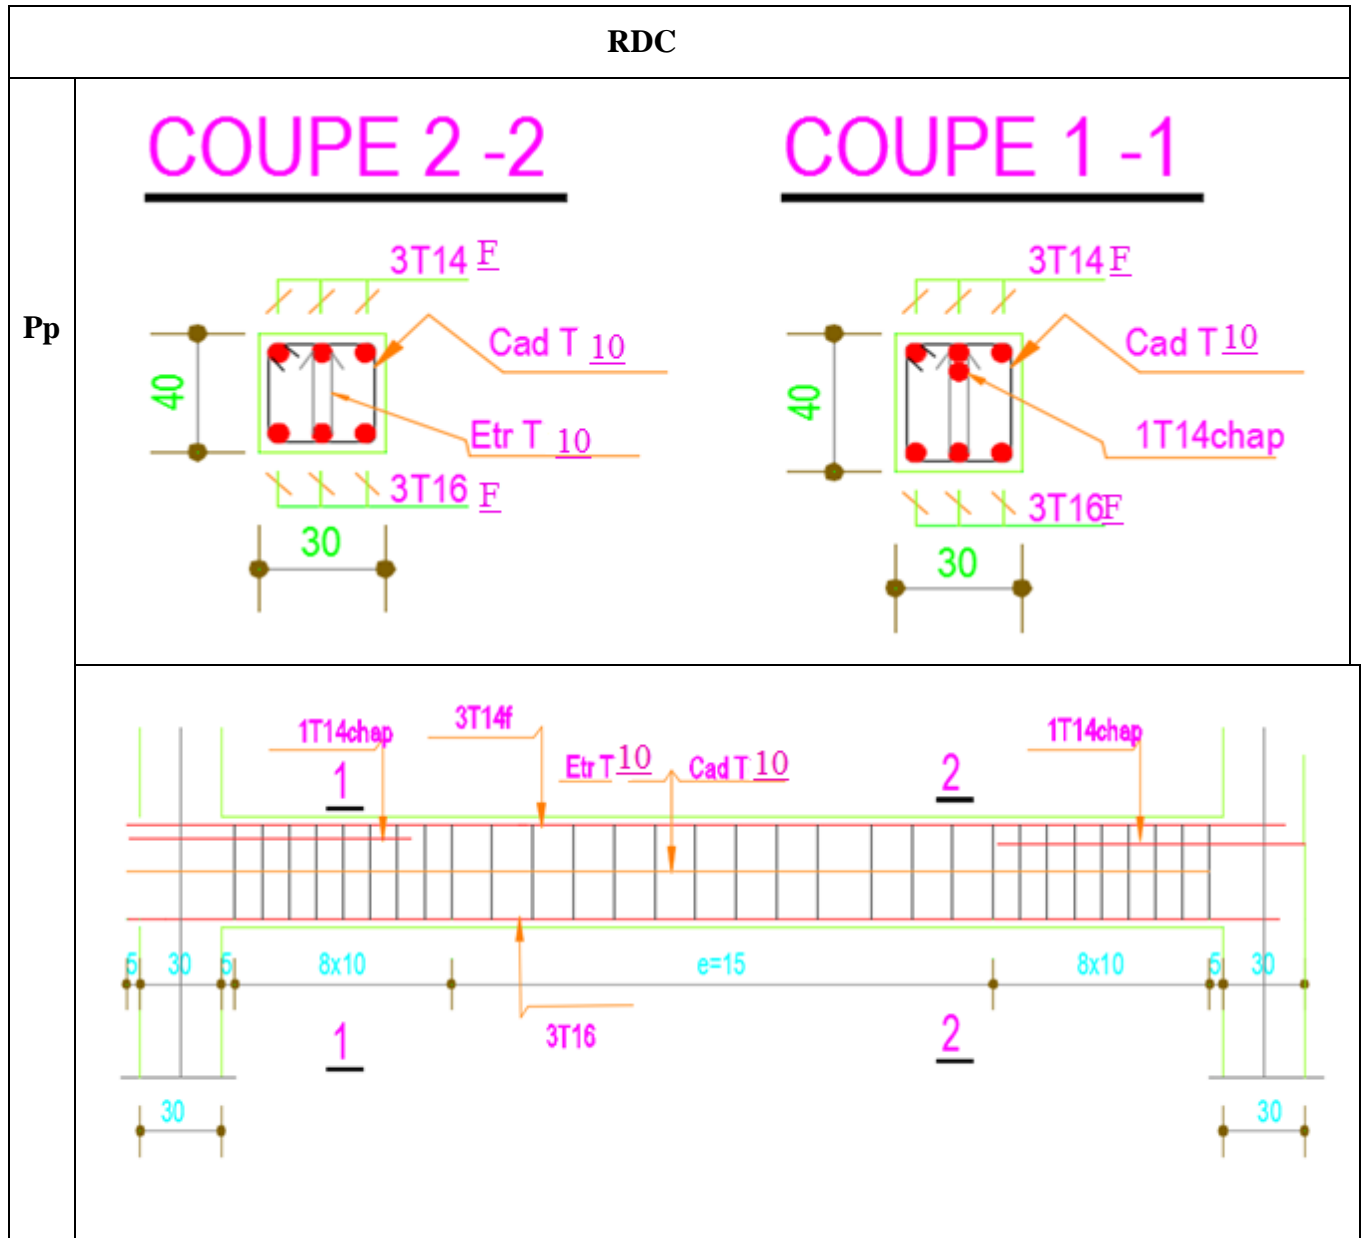 RDC
Pp
COUPE 2 -2
COUPE 1 -1
3T14 F
Cad T 10
40
Etr T 10
3T16 F
30
3T14 F
Cad T 10
40
1T14chap
3T16 F
30
1T14chap
3T14f
Etr T 10
Cad T 10
1T14chap
1
2
5 30 5 8x10 e=15 8x10 5 30
3T16
1
2
30
30